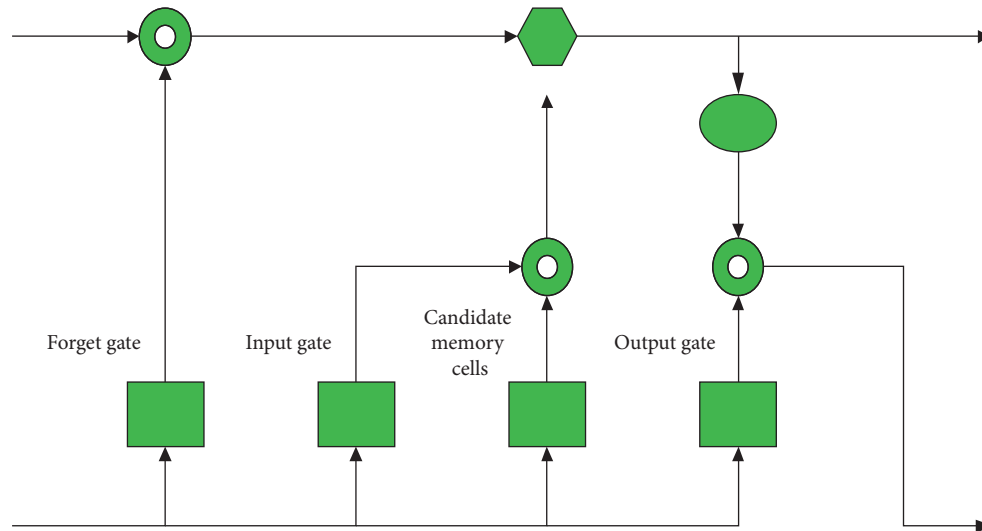 Forget gate
Input gate
Candidate
memory
cells
Output gate